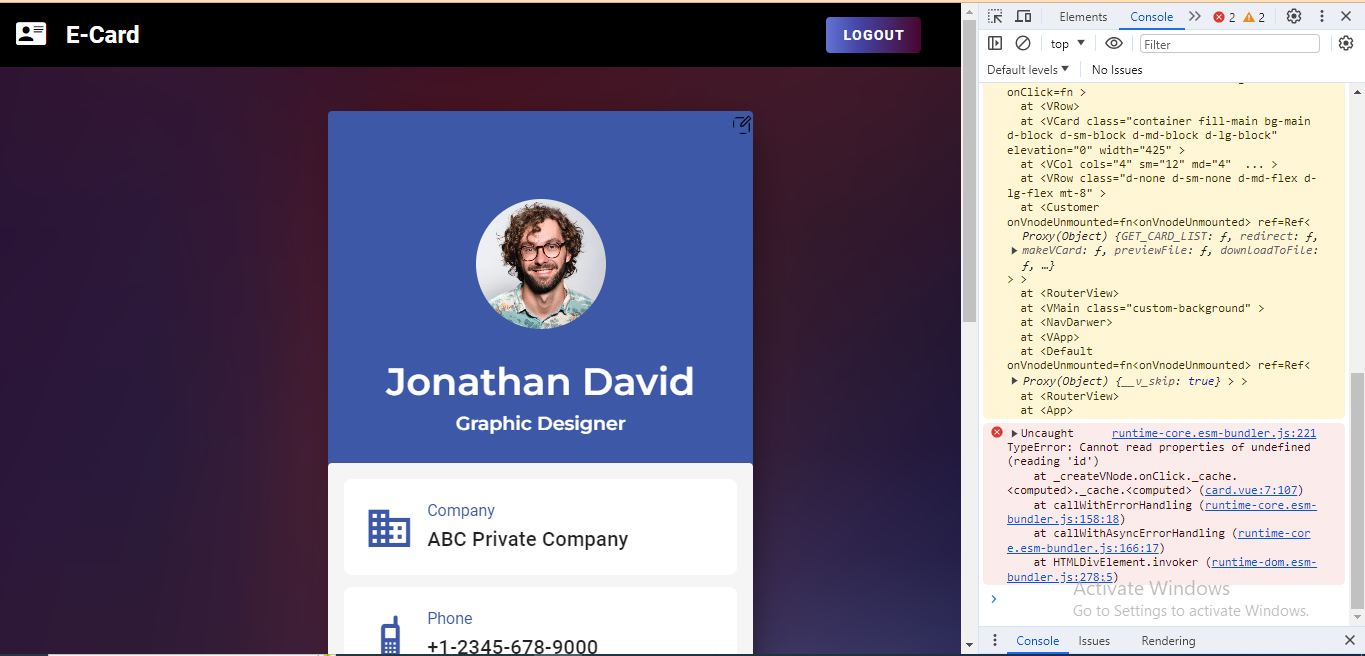 E-Card
LOGOUT
Jonathan David
Graphic Designer
Company
ABC Private Company
Phone
+1-2345-678-9000
Elements
Console
2
2
top
Filter
Default levels
No Issues
onClick=fn >
at <VRow>
at <VCard class="container fill-main bg-main
d-block d-sm-block d-md-block d-lg-block"
elevation="0" width="425" >
at <VCol cols="4" sm="12" md="4"  ... >
at <VRow class="d-none d-sm-none d-md-flex d-
lg-flex mt-8" >
at <Customer
onVnodeUnmounted=fn<onVnodeUnmounted> ref=Ref<
Proxy(Object) {GET_CARD_LIST: ƒ, redirect: ƒ,
makeVCard: ƒ, previewFile: ƒ, downloadToFile:
ƒ, …}
> >
at <RouterView>
at <VMain class="custom-background" >
at <NavDarwer>
at <VApp>
at <Default
onVnodeUnmounted=fn<onVnodeUnmounted> ref=Ref<
Proxy(Object) {__v_skip: true} > >
at <RouterView>
at <App>
Uncaught runtime-core.esm-bundler.js:221
TypeError: Cannot read properties of undefined
(reading 'id')
at _createVNode.onClick._cache.
<computed>._cache.<computed> (card.vue:7:107)
at callWithErrorHandling (runtime-core.esm-
bundler.js:158:18)
at callWithAsyncErrorHandling (runtime-cor
e.esm-bundler.js:166:17)
at HTMLDivElement.invoker (runtime-dom.esm-
bundler.js:278:5)
Activate Windows
Go to Settings to activate Windows.
Console
Issues
Rendering